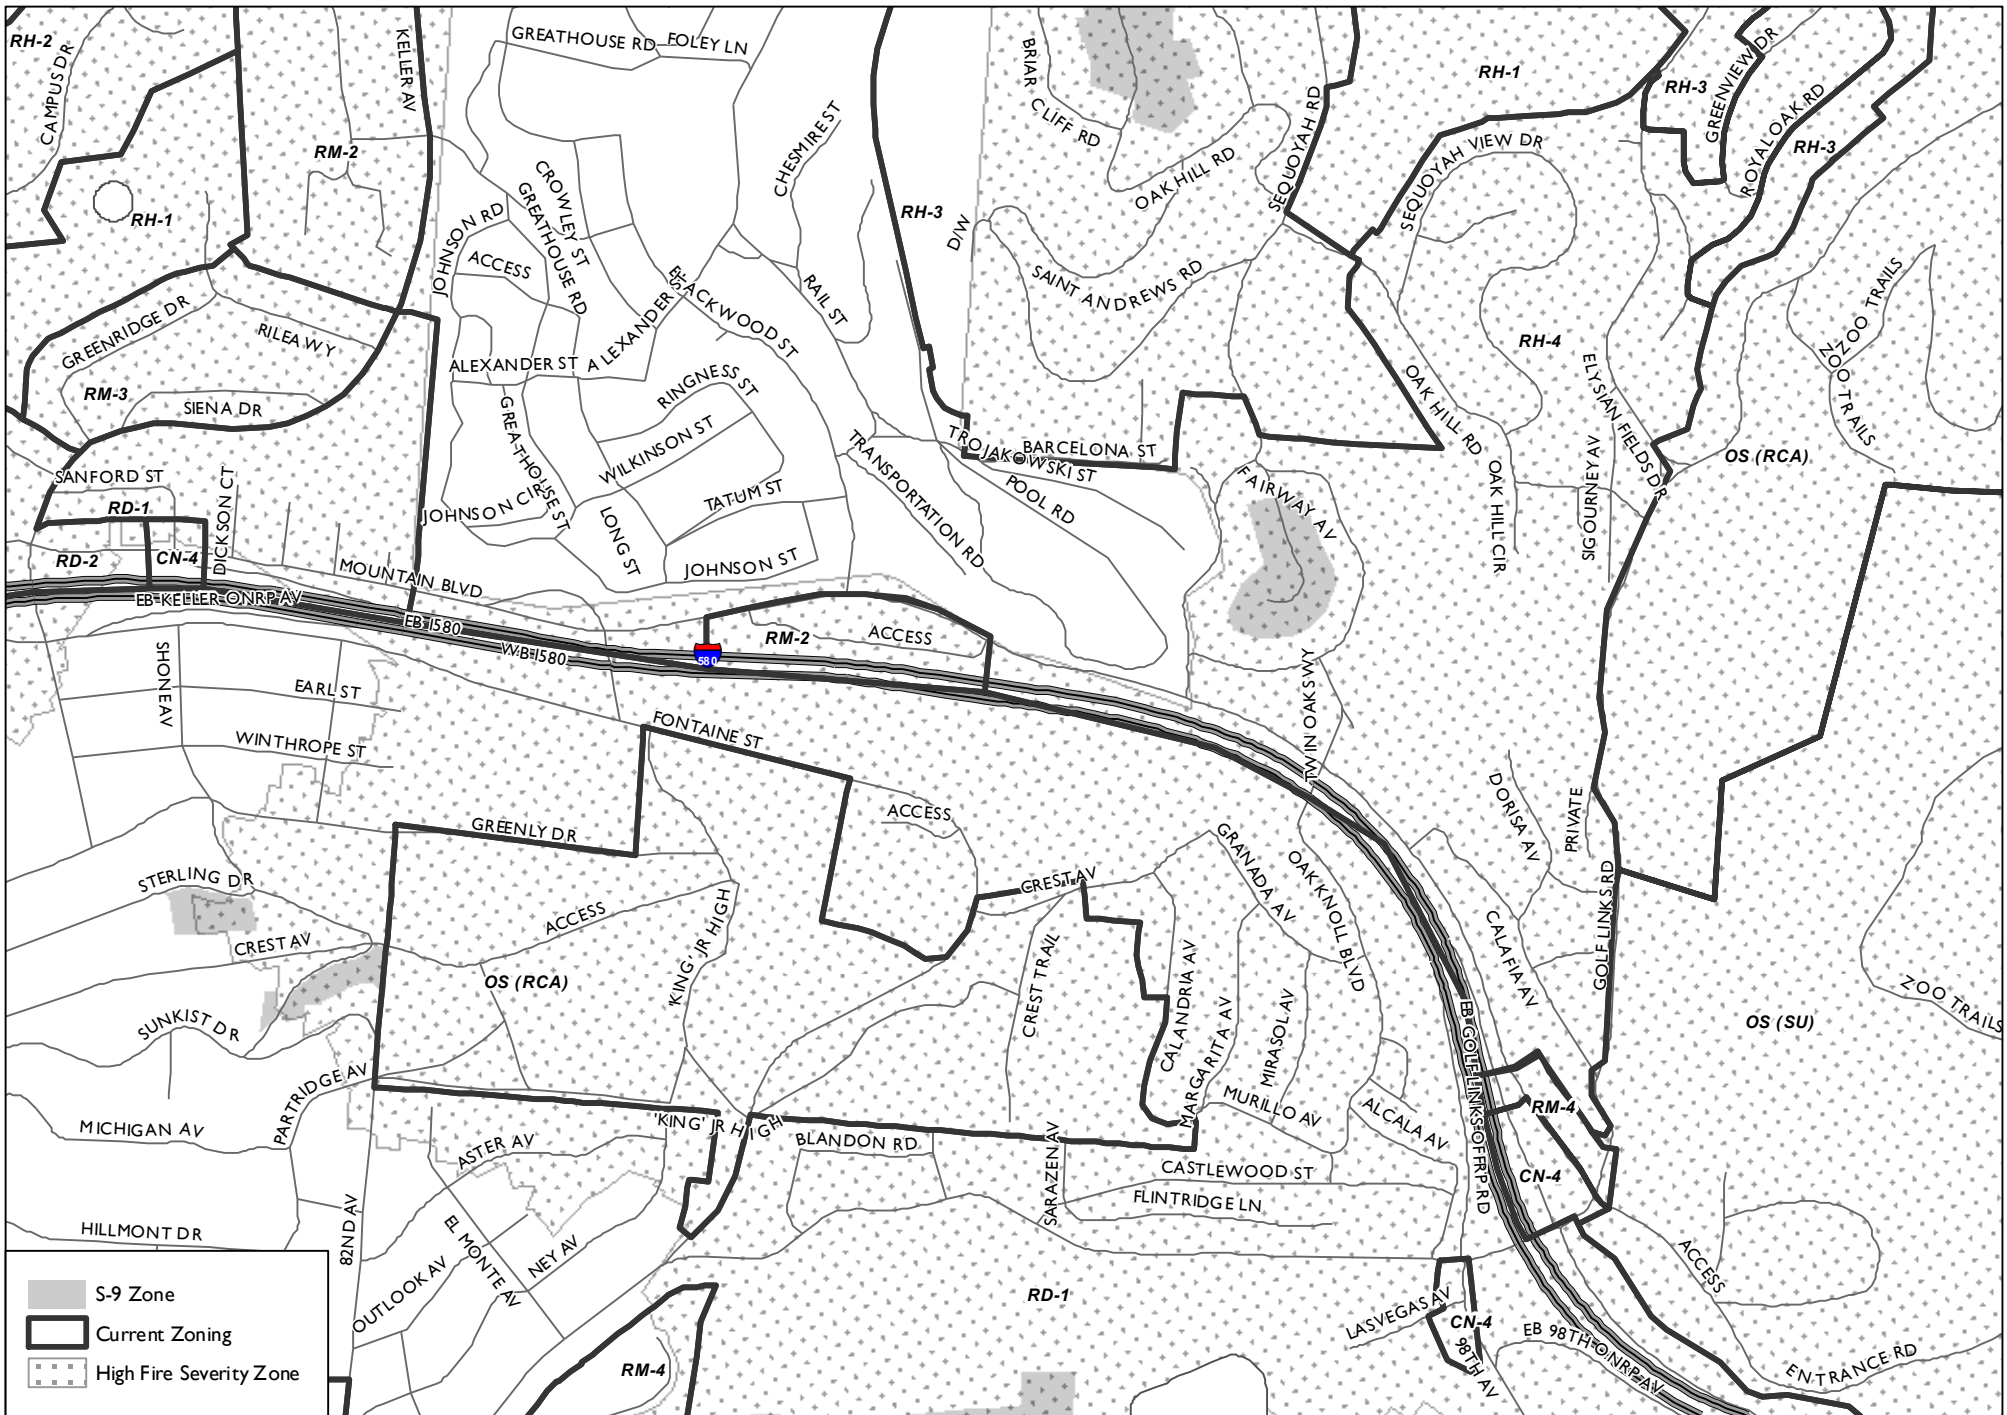 RH-2
CAMPUS DR
KELLER AV
GREATHOUSE RD
FOLEY LN
BRIAR CLIFF RD
RH-1
RH-3
GREENVIEW DR
ROYAL OAK RD
RH-3
RM-2
CHESMIRE ST
OAK HILL RD
SEQUOYAH RD
SEQUOYAH VIEW DR
RH-1
JOHNSON RD
CROWLEY ST
GREATHOUSE RD
RH-3
D/W
ACCESS
SAINT ANDREWS RD
ZOO TRAILS
GREENRIDGE DR
RILEA WY
BLACKWOOD ST
RAIL ST
ALEXANDER ST
ALEXANDER ST
RH-4
ZOO TRAILS
ZOO TRAILS
RM-3
SIENA DR
RINGNESS ST
GREATHOUSE ST
WILKINSON ST
OAK HILL RD
ELYSIAN FIELDS DR
SANFORD ST
DICKSON CT
TRANSPORTATION RD
TROJAKOWSKI ST
BARCELONA ST
POOL RD
FAIRWAY AV
OAK HILL CIR
SIGOURNEY AV
OS (RCA)
RD-1
JOHNSON CIR
TATUM ST
LONG ST
RD-2
CN-4
JOHNSON ST
MOUNTAIN BLVD
EB KELLER ONRP AV
EB I580
WB I580
RM-2
ACCESS
580
SHONE AV
EARL ST
WINTHROPE ST
FONTAINE ST
TWIN OAKS WY
DORISA AV
PRIVATE
GREENLY DR
ACCESS
GRANADA AV
OAK KNOLL BLVD
STERLING DR
CREST AV
ACCESS
CREST AV
'KING' JR HIGH
CALAFIA AV
GOLF LINKS RD
OS (RCA)
CREST TRAIL
CALANDRIA AV
MARGARITA AV
MIRASOL AV
ZOO TRAILS
SUNKIST DR
EB GOLF LINKS OFFRP RD
OS (SU)
PARTRIDGE AV
MICHIGAN AV
'KING' JR HIGH
BLANDON RD
MURILLO AV
ALCALA AV
RM-4
ASTER AV
SARAZEN AV
CASTLEWOOD ST
FLINTRIDGE LN
CN-4
HILLMONT DR
82ND AV
EL MONTE AV
NEY AV
OUTLOOK AV
ACCESS
RD-1
LAS VEGAS AV
CN-4
98TH AV
EB 98TH ONRP AV
ENTRANCE RD
RM-4
S-9 Zone
Current Zoning
High Fire Severity Zone